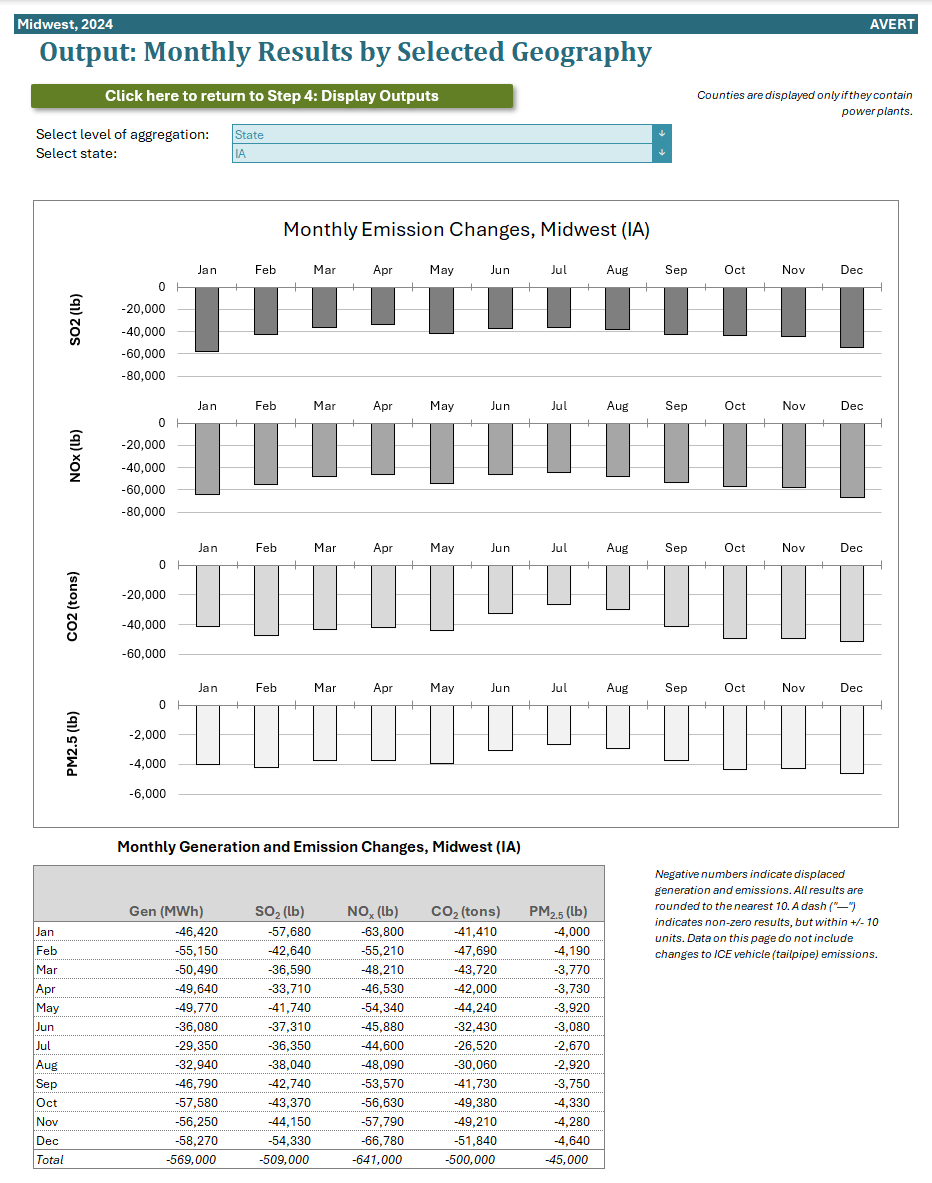 Midwest, 2024 AVERT
Output: Monthly Results by Selected Geography
Click here to return to Step 4: Display Outputs
Counties are displayed only if they contain
power plants.
Select level of aggregation: State ↓
Select state: IA ↓
Monthly Emission Changes, Midwest (IA)
Jan Feb Mar Apr May Jun Jul Aug Sep Oct Nov Dec
SO2 (lb)
0
-20,000
-40,000
-60,000
-80,000
Jan Feb Mar Apr May Jun Jul Aug Sep Oct Nov Dec
NOx (lb)
0
-20,000
-40,000
-60,000
-80,000
Jan Feb Mar Apr May Jun Jul Aug Sep Oct Nov Dec
CO2 (tons)
0
-20,000
-40,000
-60,000
Jan Feb Mar Apr May Jun Jul Aug Sep Oct Nov Dec
PM2.5 (lb)
0
-2,000
-4,000
-6,000
Monthly Generation and Emission Changes, Midwest (IA)
Gen (MWh) SO2 (lb) NOx (lb) CO2 (tons) PM2.5 (lb)
Jan -46,420 -57,680 -63,800 -41,410 -4,000
Feb -55,150 -42,640 -55,210 -47,690 -4,190
Mar -50,490 -36,590 -48,210 -43,720 -3,770
Apr -49,640 -33,710 -46,530 -42,000 -3,730
May -49,770 -41,740 -54,340 -44,240 -3,920
Jun -36,080 -37,310 -45,880 -32,430 -3,080
Jul -29,350 -36,350 -44,600 -26,520 -2,670
Aug -32,940 -38,040 -48,090 -30,060 -2,920
Sep -46,790 -42,740 -53,570 -41,730 -3,750
Oct -57,580 -43,370 -56,630 -49,380 -4,330
Nov -56,250 -44,150 -57,790 -49,210 -4,280
Dec -58,270 -54,330 -66,780 -51,840 -4,640
Total -569,000 -509,000 -641,000 -500,000 -45,000
Negative numbers indicate displaced
generation and emissions. All results are
rounded to the nearest 10. A dash ("—")
indicates non-zero results, but within +/- 10
units. Data on this page do not include
changes to ICE vehicle (tailpipe) emissions.